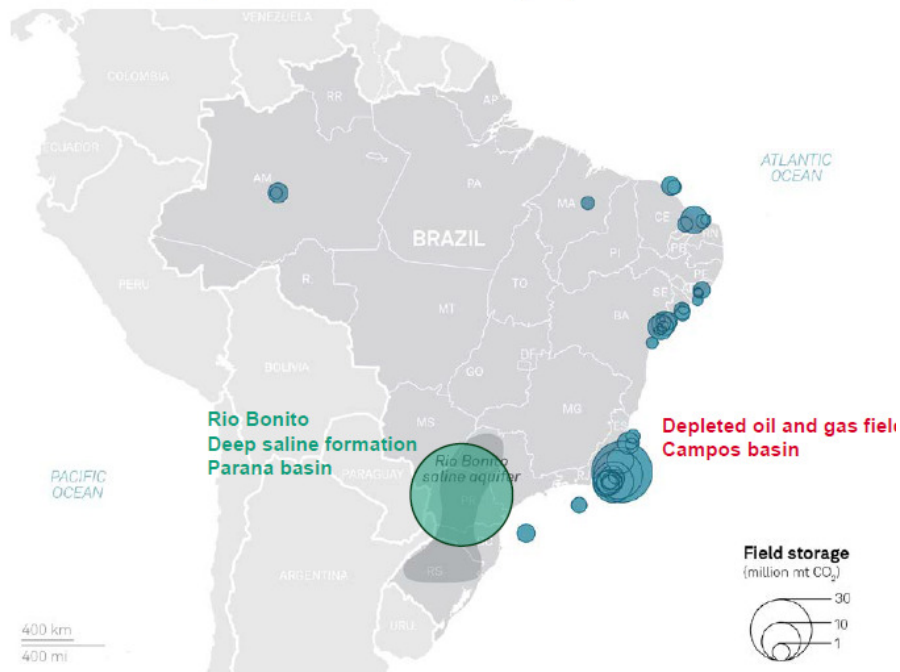 VENEZUELA
COLOMBIA
RR
AP
ECUADOR
ATLANTIC
OCEAN
AM
PA
MA
CE
RN
BRAZIL
PB
PI
PE
PERU
R.
TO
SE
MT
BA
DF
GO
BOLIVIA
MG
MS
ES
Rio Bonito
Deep saline formation
Parana basin
Depleted oil and gas fiel
Campos basin
Rio Bonito
saline aquifer
PARAGUAY
PACIFIC
OCEAN
PR
ARGENTINA
RS
URU.
Field storage
(million mt CO₂)
30
10
1
400 km
400 mi